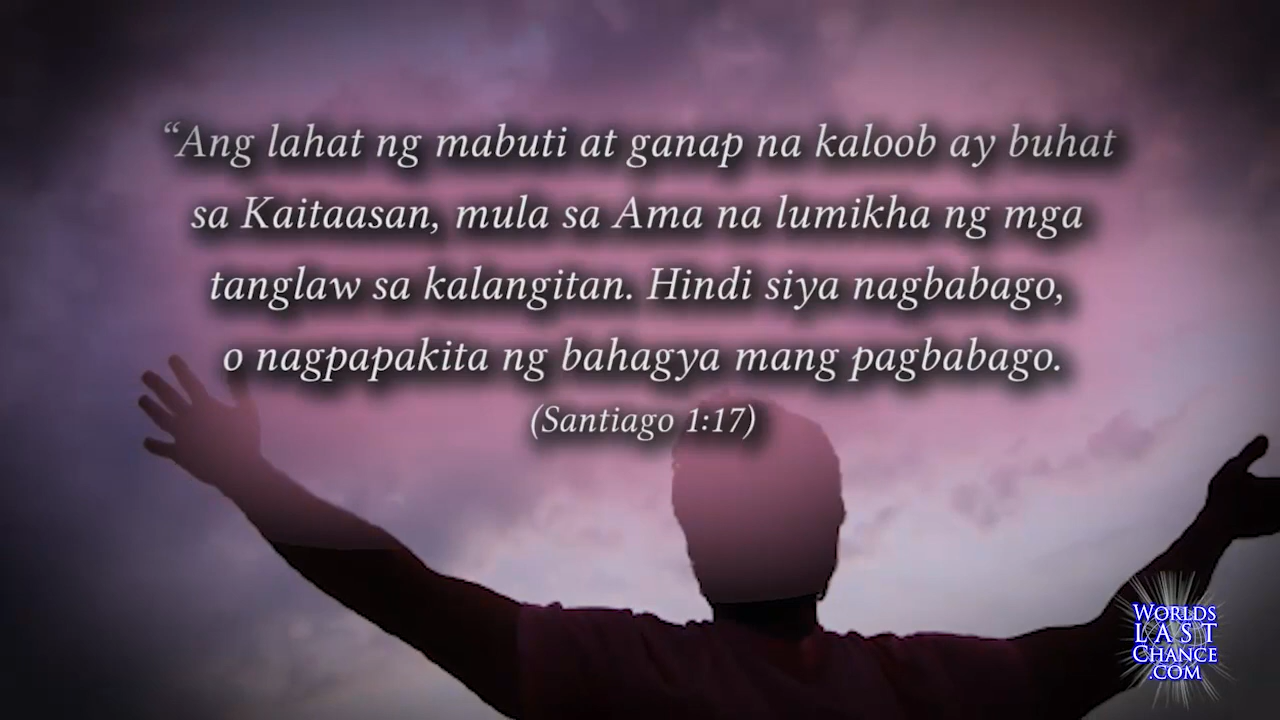 “Ang lahat ng mabuti at ganap na kaloob ay buhat
sa Kaitaasan, mula sa Ama na lumikha ng mga
tanglaw sa kalangitan. Hindi siya nagbabago,
o nagpapakita ng bahagya mang pagbabago.
(Santiago 1:17)
WORLDS
LAST
CHANCE
.COM